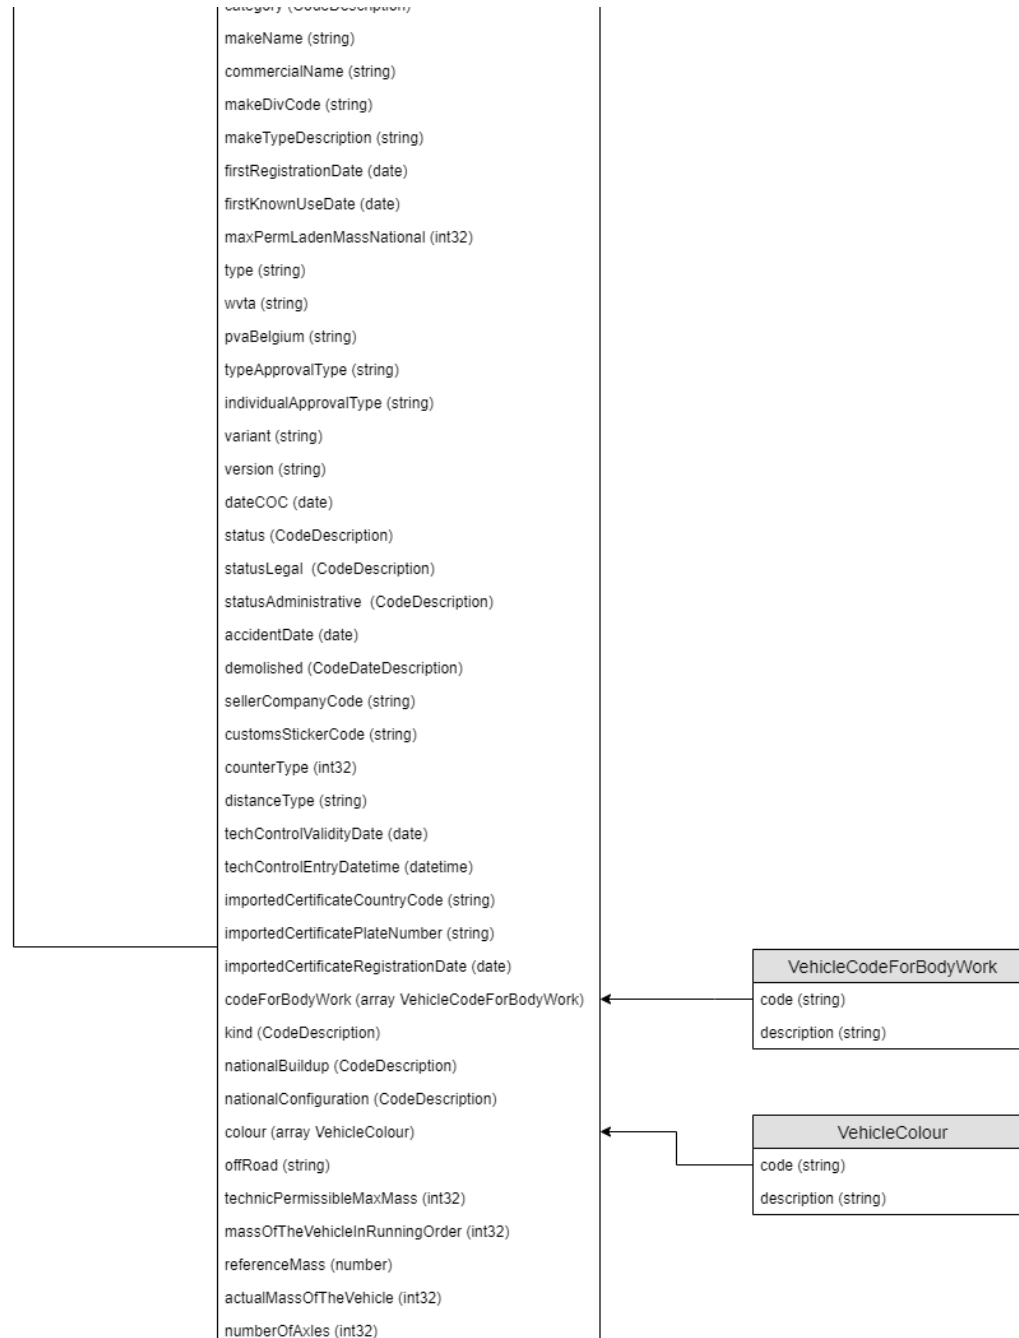 category (CodeDescription)
makeName (string)
commercialName (string)
makeDivCode (string)
makeTypeDescription (string)
firstRegistrationDate (date)
firstKnownUseDate (date)
maxPermLadenMassNational (int32)
type (string)
wvta (string)
pvaBelgium (string)
typeApprovalType (string)
individualApprovalType (string)
variant (string)
version (string)
dateCOC (date)
status (CodeDescription)
statusLegal  (CodeDescription)
statusAdministrative  (CodeDescription)
accidentDate (date)
demolished (CodeDateDescription)
sellerCompanyCode (string)
customsStickerCode (string)
counterType (int32)
distanceType (string)
techControlValidityDate (date)
techControlEntryDatetime (datetime)
importedCertificateCountryCode (string)
importedCertificatePlateNumber (string)
importedCertificateRegistrationDate (date)
codeForBodyWork (array VehicleCodeForBodyWork)
kind (CodeDescription)
nationalBuildup (CodeDescription)
nationalConfiguration (CodeDescription)
colour (array VehicleColour)
offRoad (string)
technicPermissibleMaxMass (int32)
massOfTheVehicleInRunningOrder (int32)
referenceMass (number)
actualMassOfTheVehicle (int32)
numberOfAxles (int32)
VehicleCodeForBodyWork
code (string)
description (string)
VehicleColour
code (string)
description (string)